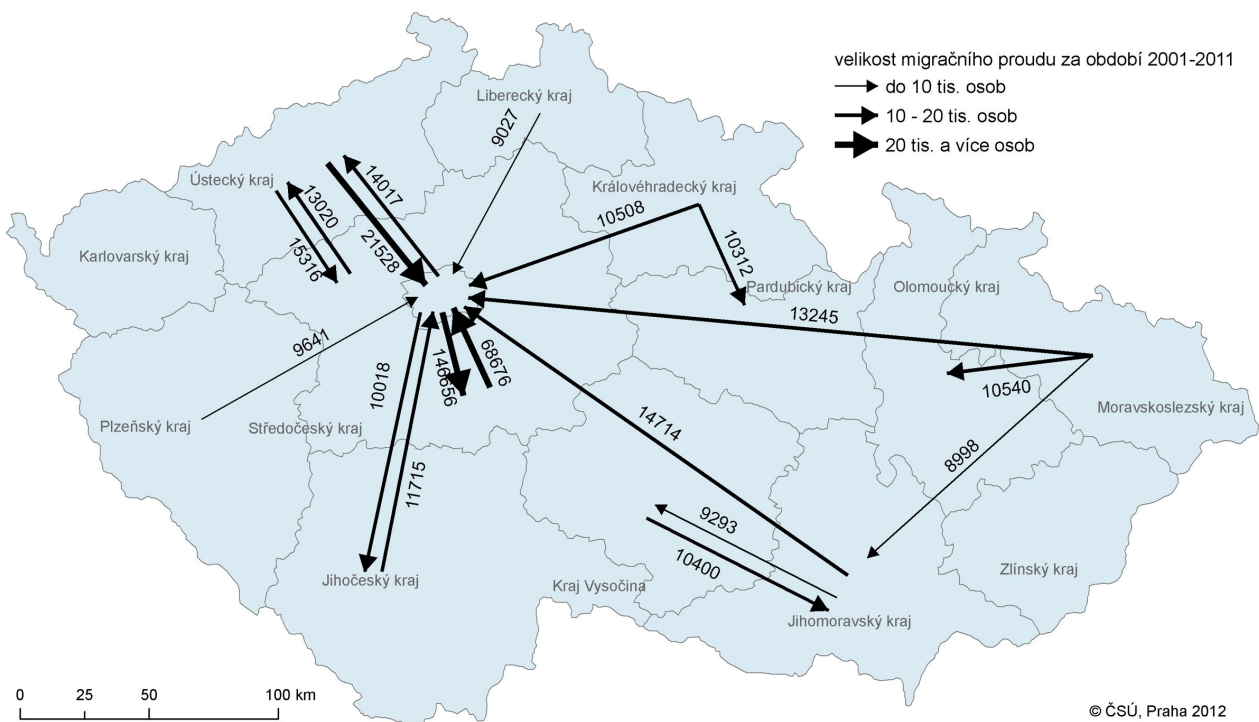 velikost migračního proudu za období 2001-2011
do 10 tis. osob
10 - 20 tis. osob
20 tis. a více osob
Liberecký kraj
9027
Ústecký kraj
14017
13020
21528
15316
Královéhradecký kraj
10508
10312
Karlovarský kraj
Pardubický kraj
Olomoucký kraj
13245
9641
10540
Moravskoslezský kraj
68676
146656
10018
Plzeňský kraj
Středočeský kraj
14714
11715
8998
9293
10400
Jihočeský kraj
Kraj Vysočina
Zlínský kraj
Jihomoravský kraj
0 25 50 100 km
© ČSÚ, Praha 2012